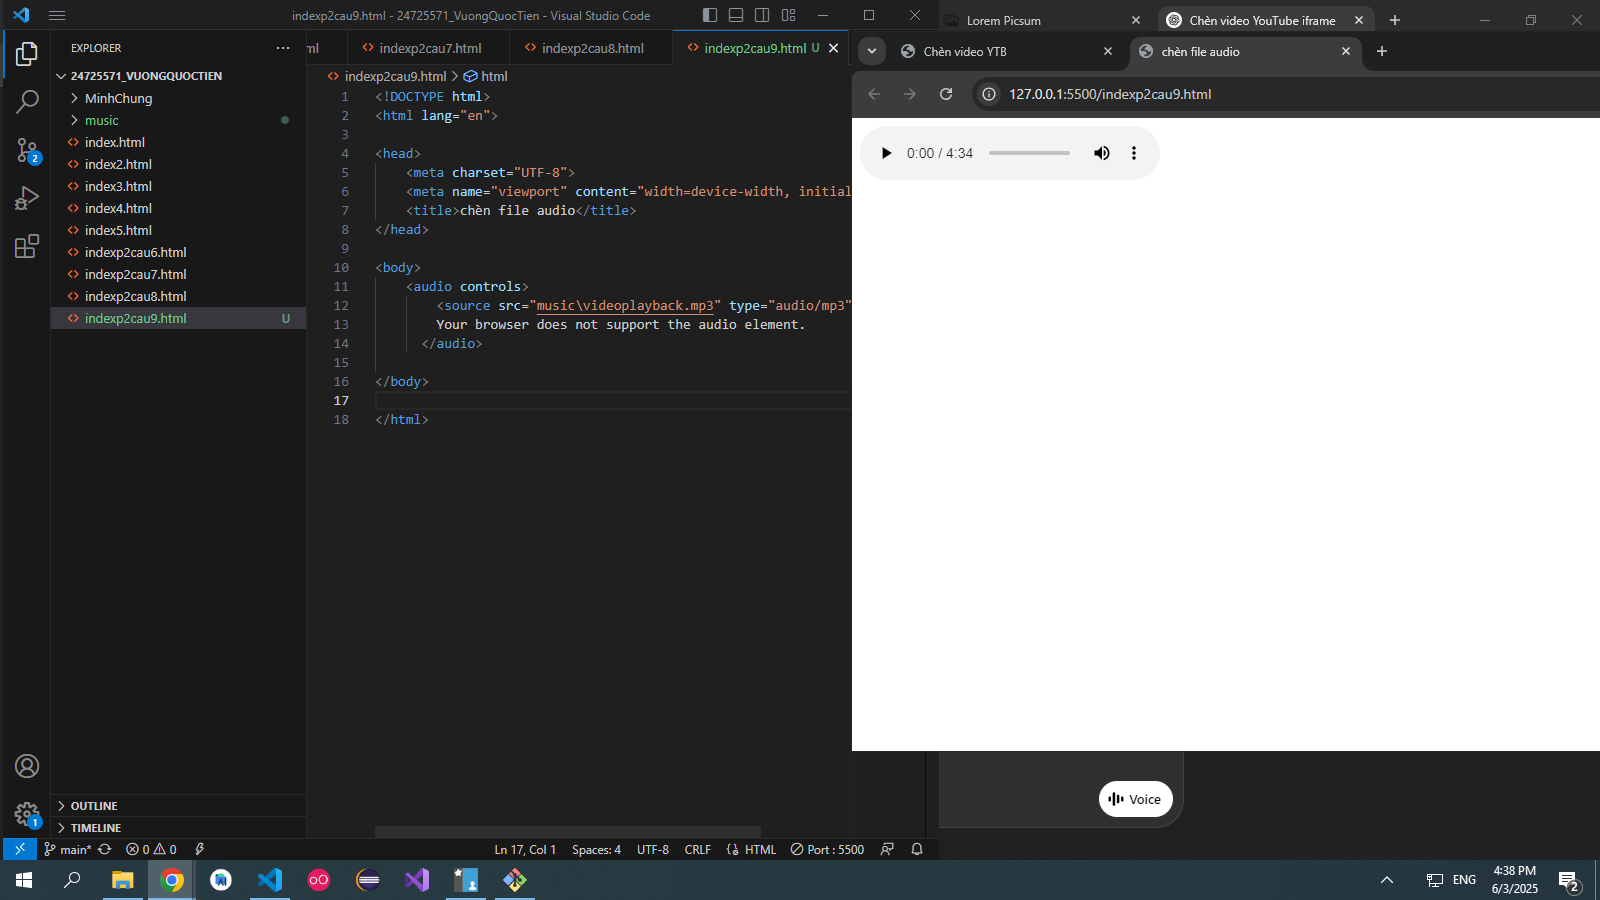 indexp2cau9.html - 24725571_VuongQuocTien - Visual Studio Code
Lorem Picsum
Chèn video YouTube iframe
EXPLORER
ml
indexp2cau7.html
indexp2cau8.html
indexp2cau9.html U
Chèn video YTB
chèn file audio
24725571_VUONGQUOCTIEN
indexp2cau9.html > html
127.0.0.1:5500/indexp2cau9.html
MinhChung
music
index.html
index2.html
index3.html
index4.html
index5.html
indexp2cau6.html
indexp2cau7.html
indexp2cau8.html
indexp2cau9.html U
1 <!DOCTYPE html>
2 <html lang="en">
3
4 <head>
5 <meta charset="UTF-8">
6 <meta name="viewport" content="width=device-width, initial
7 <title>chèn file audio</title>
8 </head>
9
10 <body>
11 <audio controls>
12 <source src="music\videoplayback.mp3" type="audio/mp3"
13 Your browser does not support the audio element.
14 </audio>
15
16 </body>
17
18 </html>
0:00 / 4:34
2
1
OUTLINE
TIMELINE
Voice
main* 0 0
Ln 17, Col 1 Spaces: 4 UTF-8 CRLF HTML Port : 5500
ENG
4:38 PM
6/3/2025
2